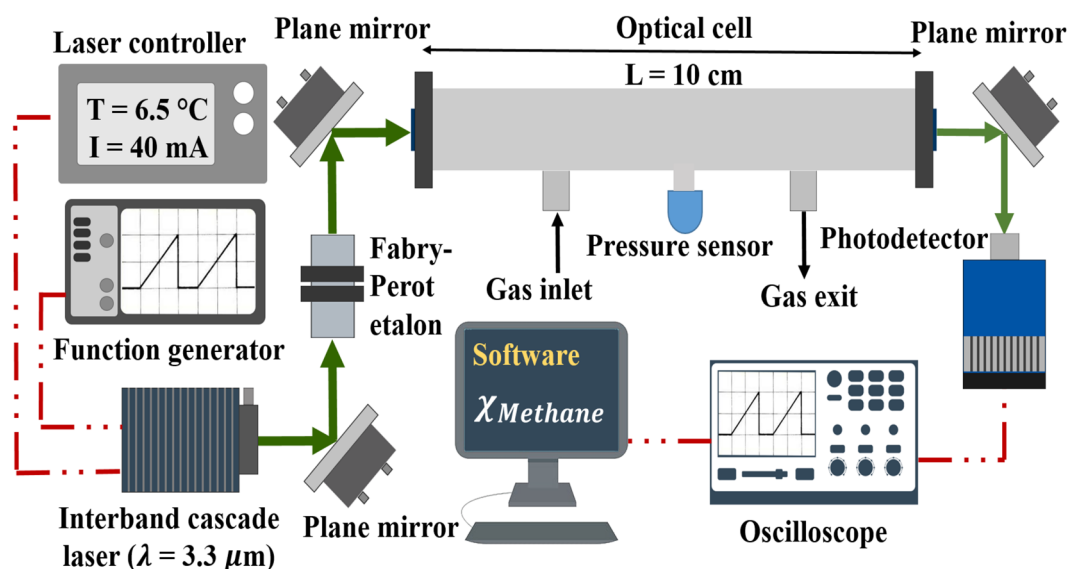 Laser controller
T = 6.5 °C
I = 40 mA
Plane mirror
Optical cell
L = 10 cm
Plane mirror
Function generator
Fabry-
Perot
etalon
Gas inlet
Pressure sensor
Gas exit
Photodetector
Software
χMethane
Interband cascade
laser (λ = 3.3 μm)
Plane mirror
Oscilloscope